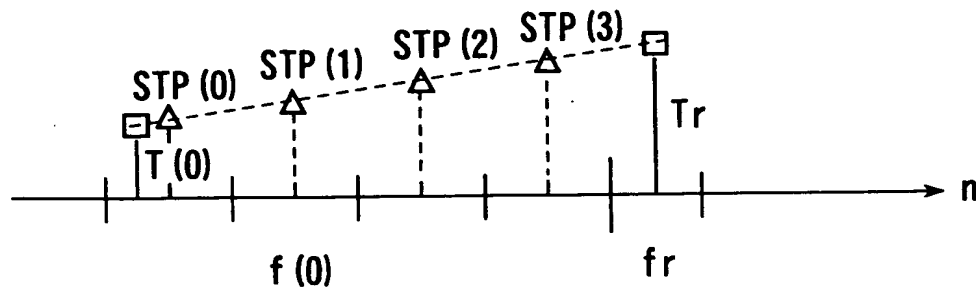 STP (0)
STP (1)
STP (2)
STP (3)
T (0)
Tr
n
f (0)
fr